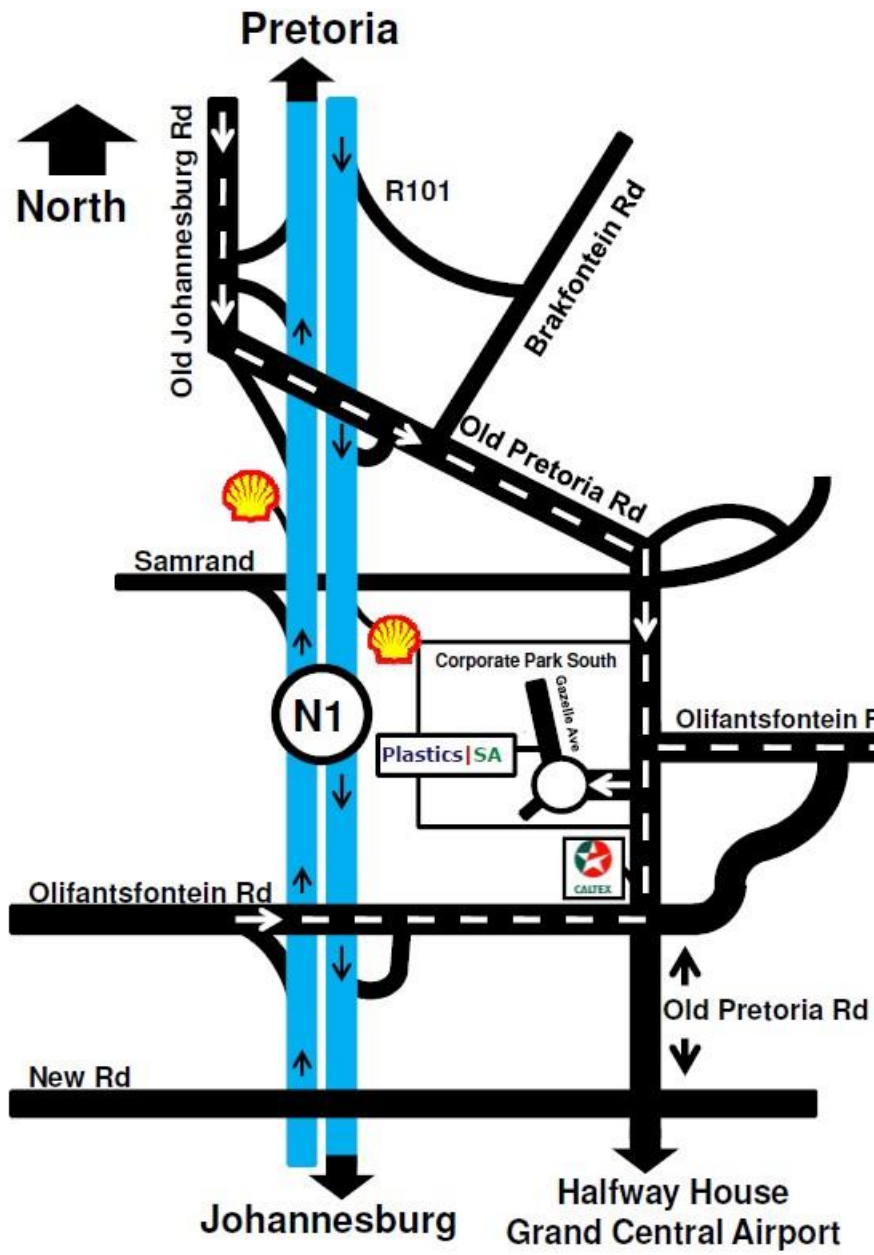 Pretoria
North
Old Johannesburg Rd
R101
Brakfontein Rd
Old Pretoria Rd
Samrand
Corporate Park South
Gazelle Ave
N1
Plastics|SA
Olifantsfontein R
CALTEX
Olifantsfontein Rd
Old Pretoria Rd
New Rd
Johannesburg
Halfway House
Grand Central Airport